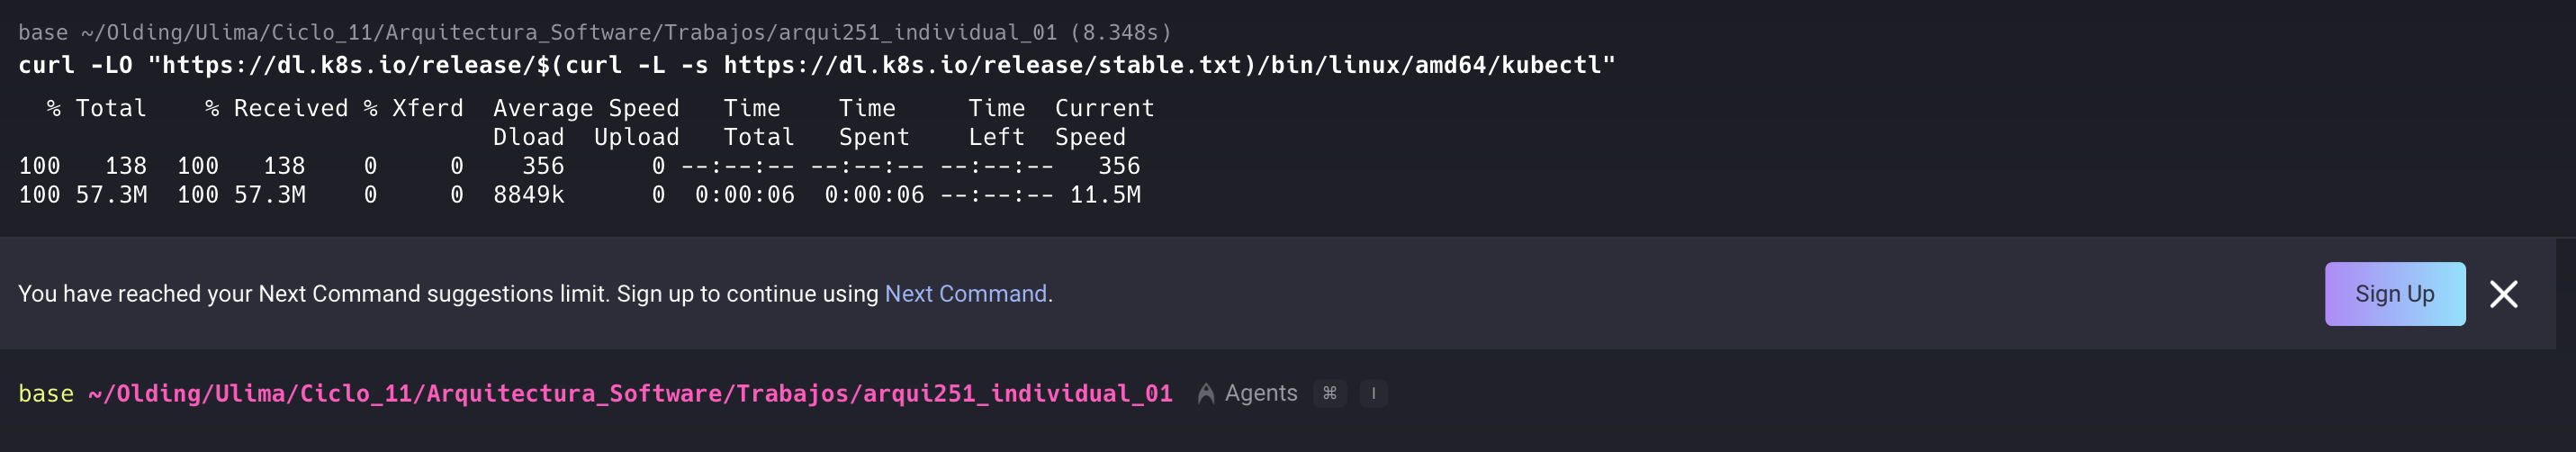 base ~/Olding/Ulima/Ciclo_11/Arquitectura_Software/Trabajos/arqui251_individual_01 (8.348s)
curl -LO "https://dl.k8s.io/release/$(curl -L -s https://dl.k8s.io/release/stable.txt)/bin/linux/amd64/kubectl"
  % Total    % Received % Xferd  Average Speed   Time    Time     Time  Current
                                 Dload  Upload   Total   Spent    Left  Speed
100   138  100   138    0     0    356      0 --:--:-- --:--:-- --:--:--   356
100 57.3M  100 57.3M    0     0  8849k      0  0:00:06  0:00:06 --:--:-- 11.5M
You have reached your Next Command suggestions limit. Sign up to continue using Next Command. Sign Up
base ~/Olding/Ulima/Ciclo_11/Arquitectura_Software/Trabajos/arqui251_individual_01 Agents ⌘ I